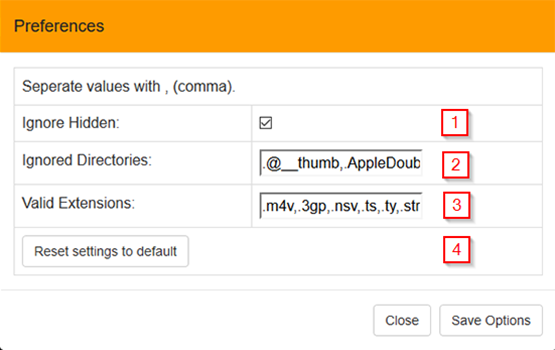 Preferences
Seperate values with , (comma).
Ignore Hidden: 1
Ignored Directories: .@__thumb,.AppleDoub 2
Valid Extensions: .m4v,.3gp,.nsv,.ts,.ty,.str 3
Reset settings to default 4
Close Save Options